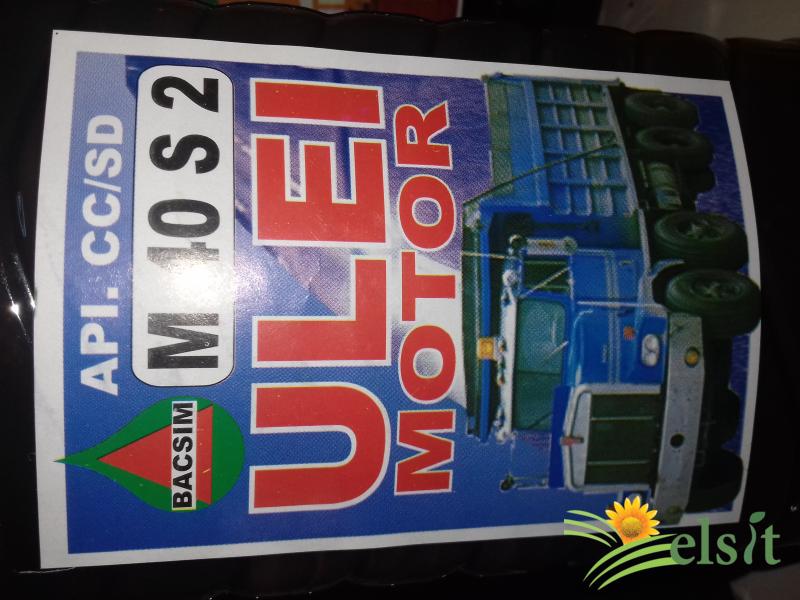 API. CC/SD
M 40 S 2
BACSIM
ULEI
MOTOR
elsit